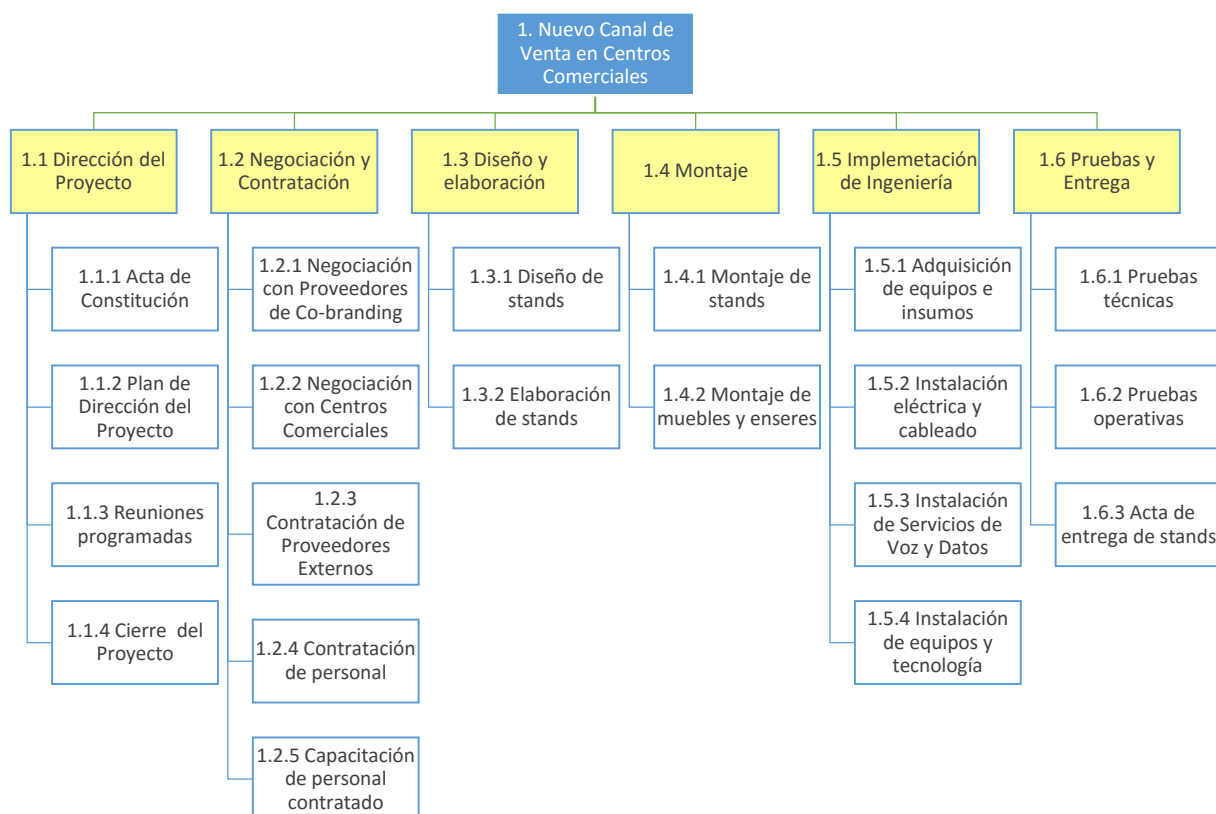 1. Nuevo Canal de
Venta en Centros
Comerciales
1.1 Dirección del
Proyecto
1.2 Negociación y
Contratación
1.3 Diseño y
elaboración
1.4 Montaje
1.5 Implemetación
de Ingeniería
1.6 Pruebas y
Entrega
1.1.1 Acta de
Constitución
1.1.2 Plan de
Dirección del
Proyecto
1.1.3 Reuniones
programadas
1.1.4 Cierre del
Proyecto
1.2.1 Negociación
con Proveedores
de Co-branding
1.2.2 Negociación
con Centros
Comerciales
1.2.3
Contratación de
Proveedores
Externos
1.2.4 Contratación
de personal
1.2.5 Capacitación
de personal
contratado
1.3.1 Diseño de
stands
1.3.2 Elaboración
de stands
1.4.1 Montaje de
stands
1.4.2 Montaje de
muebles y enseres
1.5.1 Adquisición
de equipos e
insumos
1.5.2 Instalación
eléctrica y
cableado
1.5.3 Instalación
de Servicios de
Voz y Datos
1.5.4 Instalación
de equipos y
tecnología
1.6.1 Pruebas
técnicas
1.6.2 Pruebas
operativas
1.6.3 Acta de
entrega de stands